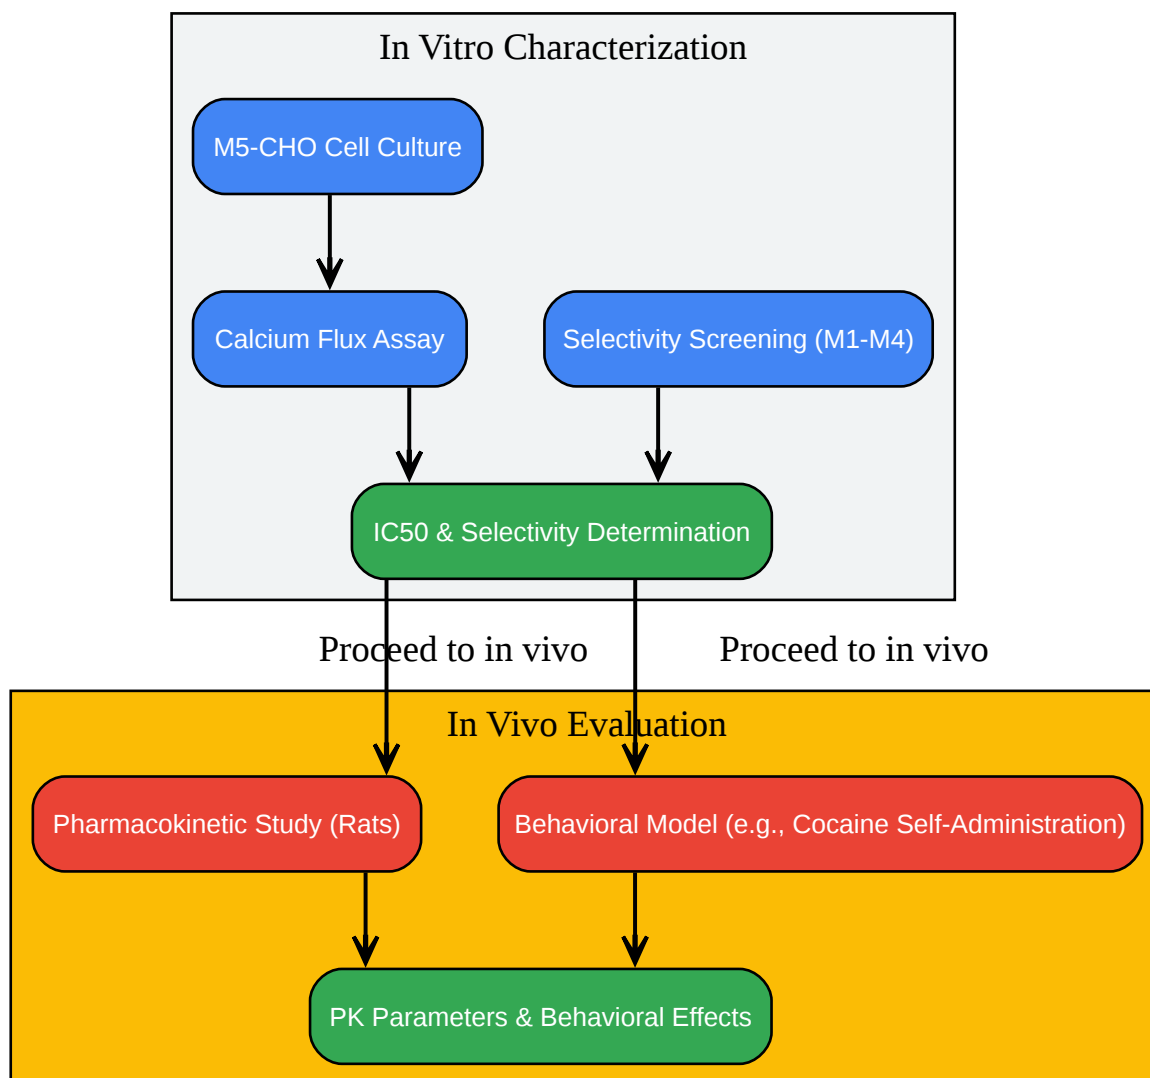 In Vitro Characterization
M5-CHO Cell Culture
Calcium Flux Assay
Selectivity Screening (M1-M4)
IC50 & Selectivity Determination
Proceed to in vivo
Proceed to in vivo
In Vivo Evaluation
Pharmacokinetic Study (Rats)
Behavioral Model (e.g., Cocaine Self-Administration)
PK Parameters & Behavioral Effects